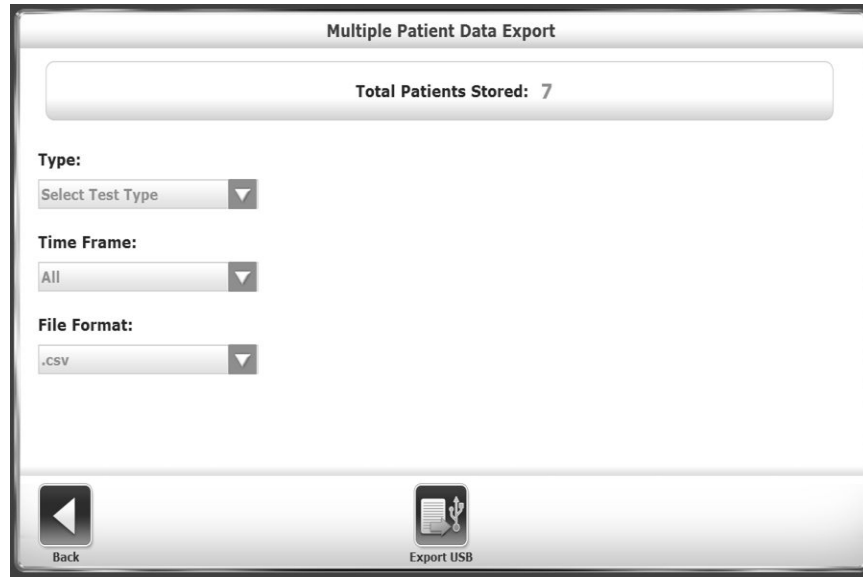 Multiple Patient Data Export
Total Patients Stored: 7
Type:
Select Test Type
Time Frame:
All
File Format:
.csv
Back
Export USB